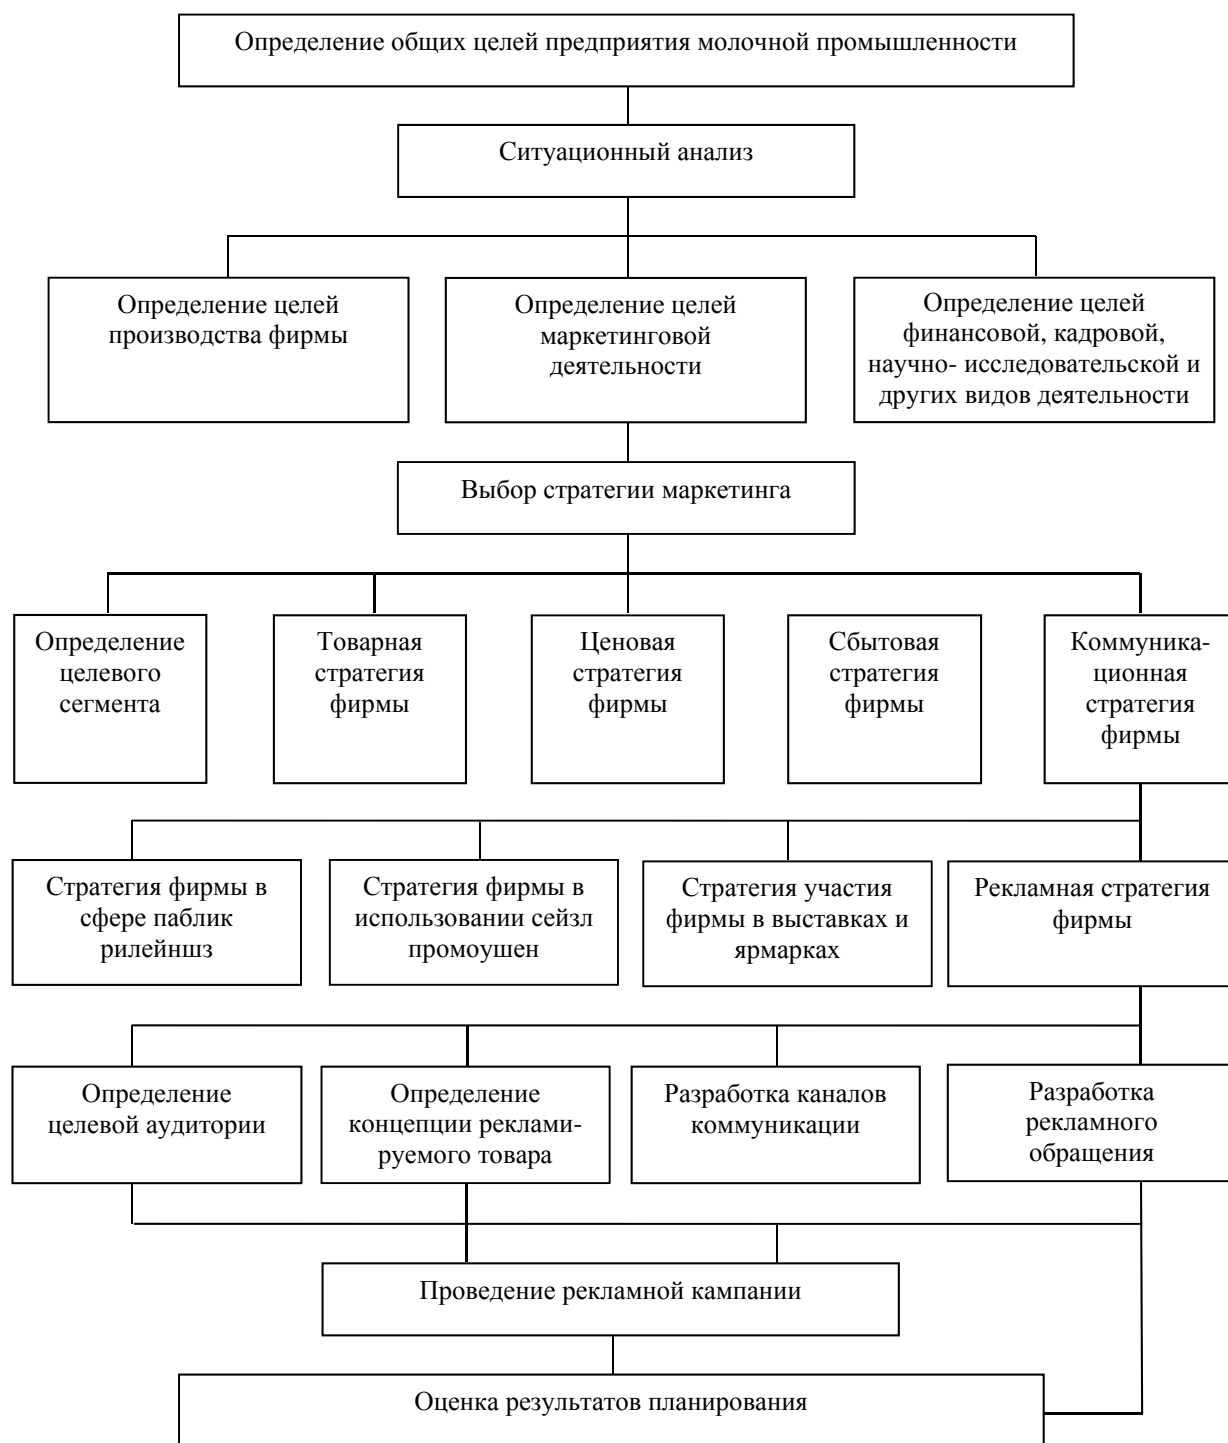 Определение общих целей предприятия молочной промышленности
Ситуационный анализ
Определение целей
производства фирмы
Определение целей
маркетинговой
деятельности
Определение целей
финансовой, кадровой,
научно- исследовательской и
других видов деятельности
Выбор стратегии маркетинга
Определение
целевого
сегмента
Товарная
стратегия
фирмы
Ценовая
стратегия
фирмы
Сбытовая
стратегия
фирмы
Коммуника-
ционная
стратегия
фирмы
Стратегия фирмы в
сфере паблик
рилейншз
Стратегия фирмы в
использовании сейзл
промоушен
Стратегия участия
фирмы в выставках и
ярмарках
Рекламная стратегия
фирмы
Определение
целевой аудитории
Определение
концепции реклами-
руемого товара
Разработка каналов
коммуникации
Разработка
рекламного
обращения
Проведение рекламной кампании
Оценка результатов планирования